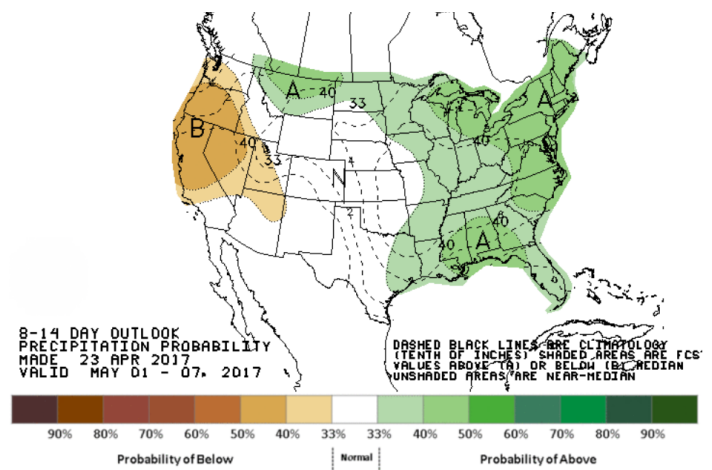 A
40
33
A
B
40
33
40
4
N
2
40
40
A
8-14 DAY OUTLOOK
PRECIPITATION PROBABILITY
MADE 23 APR 2017
VALID MAY 01 - 07, 2017
DASHED BLACK LINES ARE CLIMATOLOGY
(TENTH OF INCHES) SHADED AREAS ARE FCST
VALUES ABOVE (A) OR BELOW (B) MEDIAN
UNSHADED AREAS ARE NEAR-MEDIAN
90% 80% 70% 60% 50% 40% 33% 33% 40% 50% 60% 70% 80% 90%
Probability of Below Normal Probability of Above